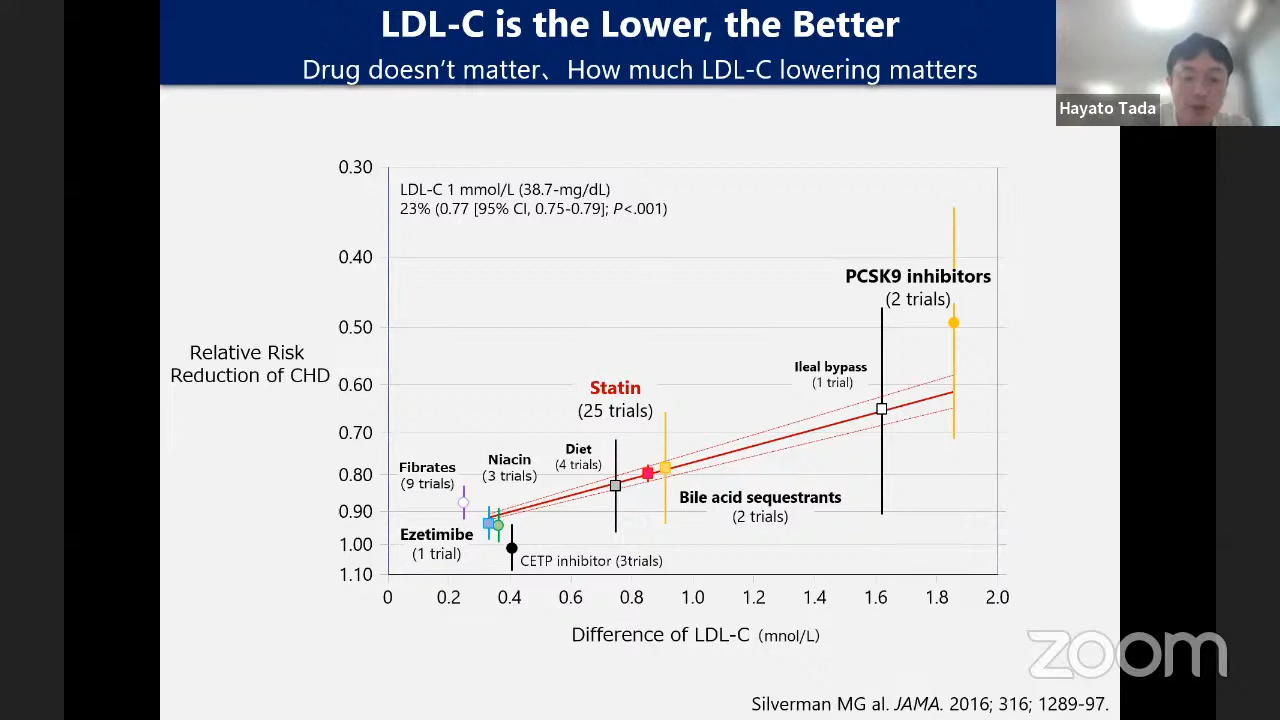 LDL-C is the Lower, the Better
Drug doesn't matter、How much LDL-C lowering matters
Hayato Tada
LDL-C 1 mmol/L (38.7-mg/dL)
23% (0.77 [95% CI, 0.75-0.79]; P<.001)
0.30
0.40
0.50
0.60
0.70
0.80
0.90
1.00
1.10
Relative Risk
Reduction of CHD
PCSK9 inhibitors
(2 trials)
Ileal bypass
(1 trial)
Statin
(25 trials)
Diet
(4 trials)
Niacin
(3 trials)
Fibrates
(9 trials)
Bile acid sequestrants
(2 trials)
Ezetimibe
(1 trial)
CETP inhibitor (3trials)
0 0.2 0.4 0.6 0.8 1.0 1.2 1.4 1.6 1.8 2.0
Difference of LDL-C (mnol/L)
zoom
Silverman MG al. JAMA. 2016; 316; 1289-97.